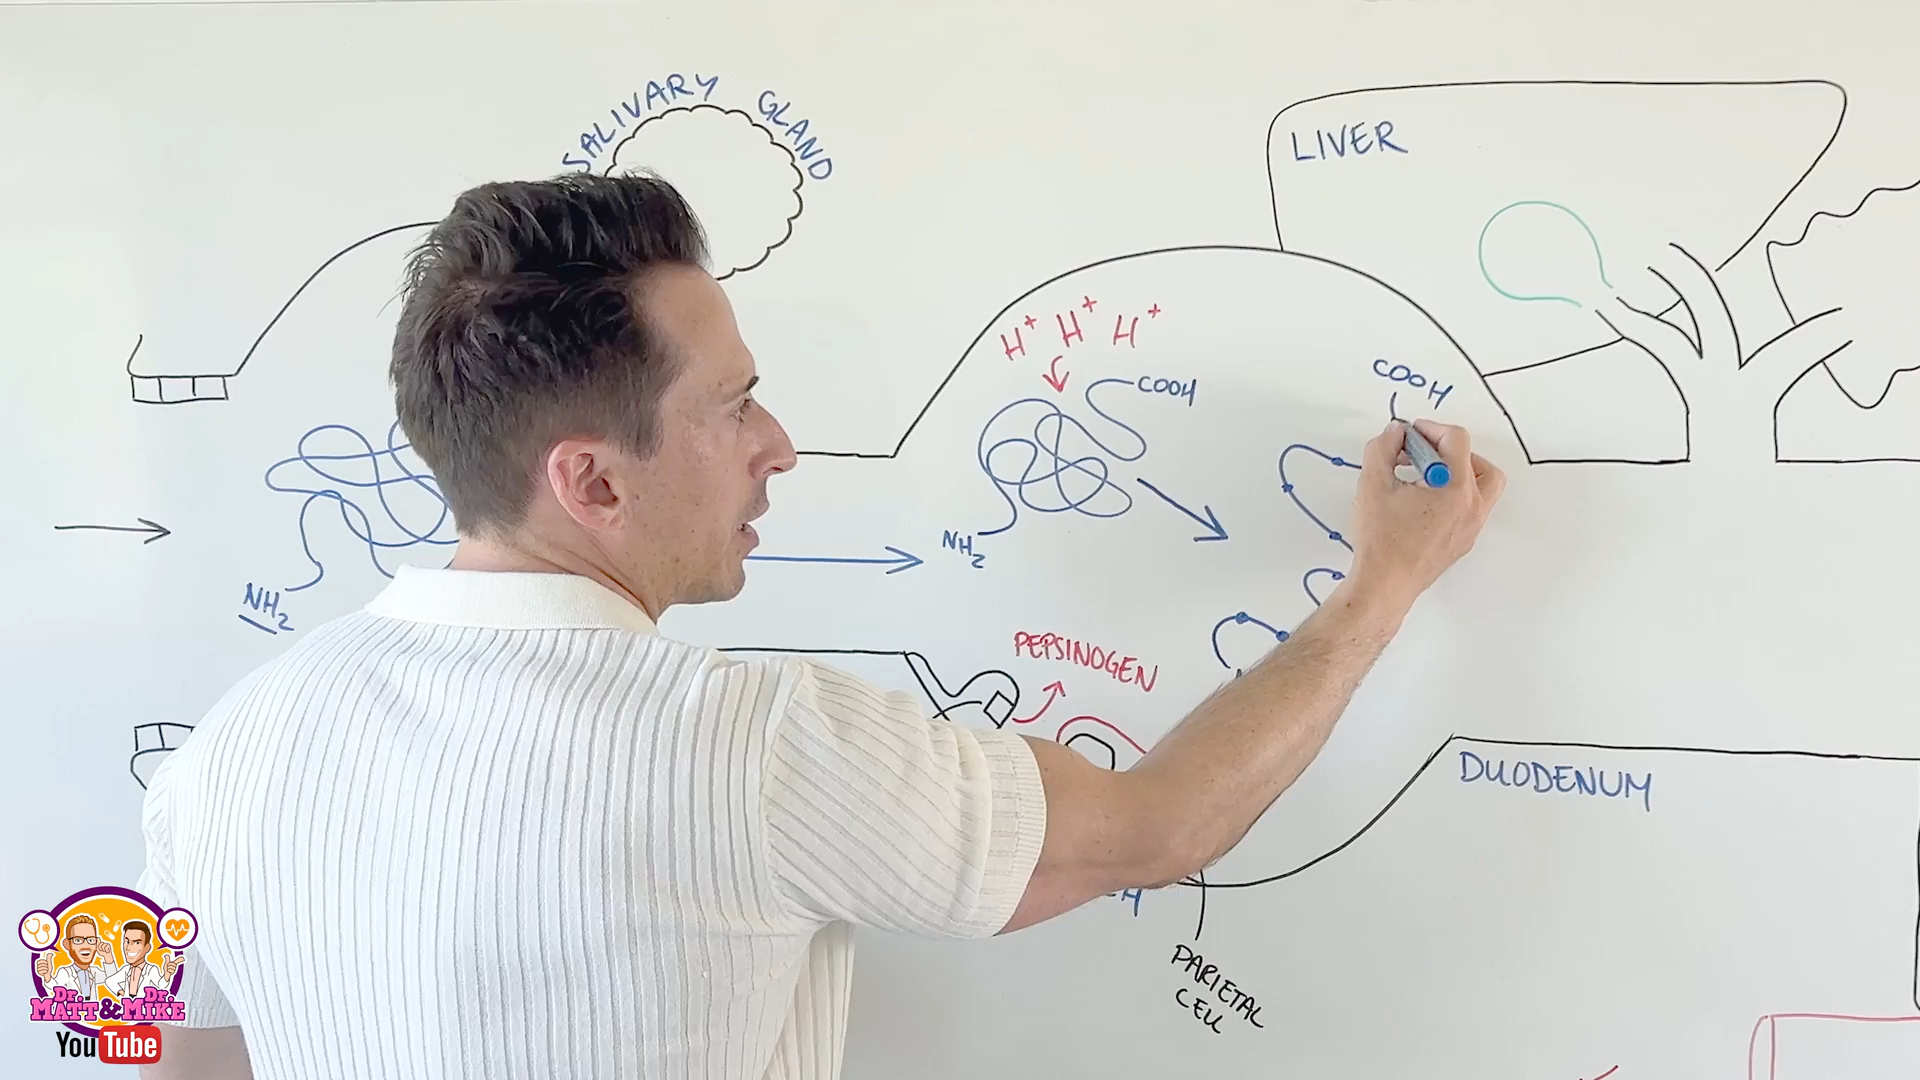 SALIVARY GLAND
LIVER
H+ H+ H+
COOH
COOH
NH2
NH2
PEPSINOGEN
DUODENUM
PARIETAL
CELL
Dr. Dr.
MATT & MIKE
YouTube